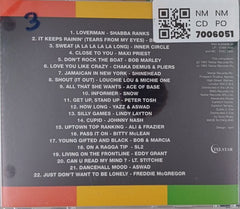 3
NM NM
CD PO
7006051
1. LOVERMAN - SHABBA RANKS
2. IT KEEPS RAININ' (TEARS FROM MY EYES) -
3. SWEAT (A LA LA LA LA LONG) - INNER CIRCLE
4. CLOSE TO YOU - MAXI PRIEST
5. DON'T ROCK THE BOAT - BOB MARLEY
6. LOVE YOU LIKE CRAZY - CHAKA DEMUS & PLIERS
7. JAMAICAN IN NEW YORK - SHINEHEAD
8. SHOUT (IT OUT) - LOUCHIE LOU & MICHIE ONE
9. ALL THAT SHE WANTS - ACE OF BASE
10. INFORMER - SNOW
11. GET UP, STAND UP - PETER TOSH
12. HOW LONG - YAZZ & ASWAD
13. SILLY GAMES - LINDY LAYTON
14. CUPID - JOHNY NASH
15. UPTOWN TOP RANKING - ALI & FRAZIER
16. PASS IT ON - BITTY McLEAN
17. YOUNG GIFTED AND BLACK - BOB & MARCIA
18. ON A RAGGA TIP - SL2
19. LIVING ON THE FRONTLINE - EDDY GRANT
20. CAN U READ MY MIND ? - LT. STITCHIE
21. DANCEHALL MOOD - ASWAD
22. JUST DON'T WANT TO BE LONELY - FREDDIE McGREGOR